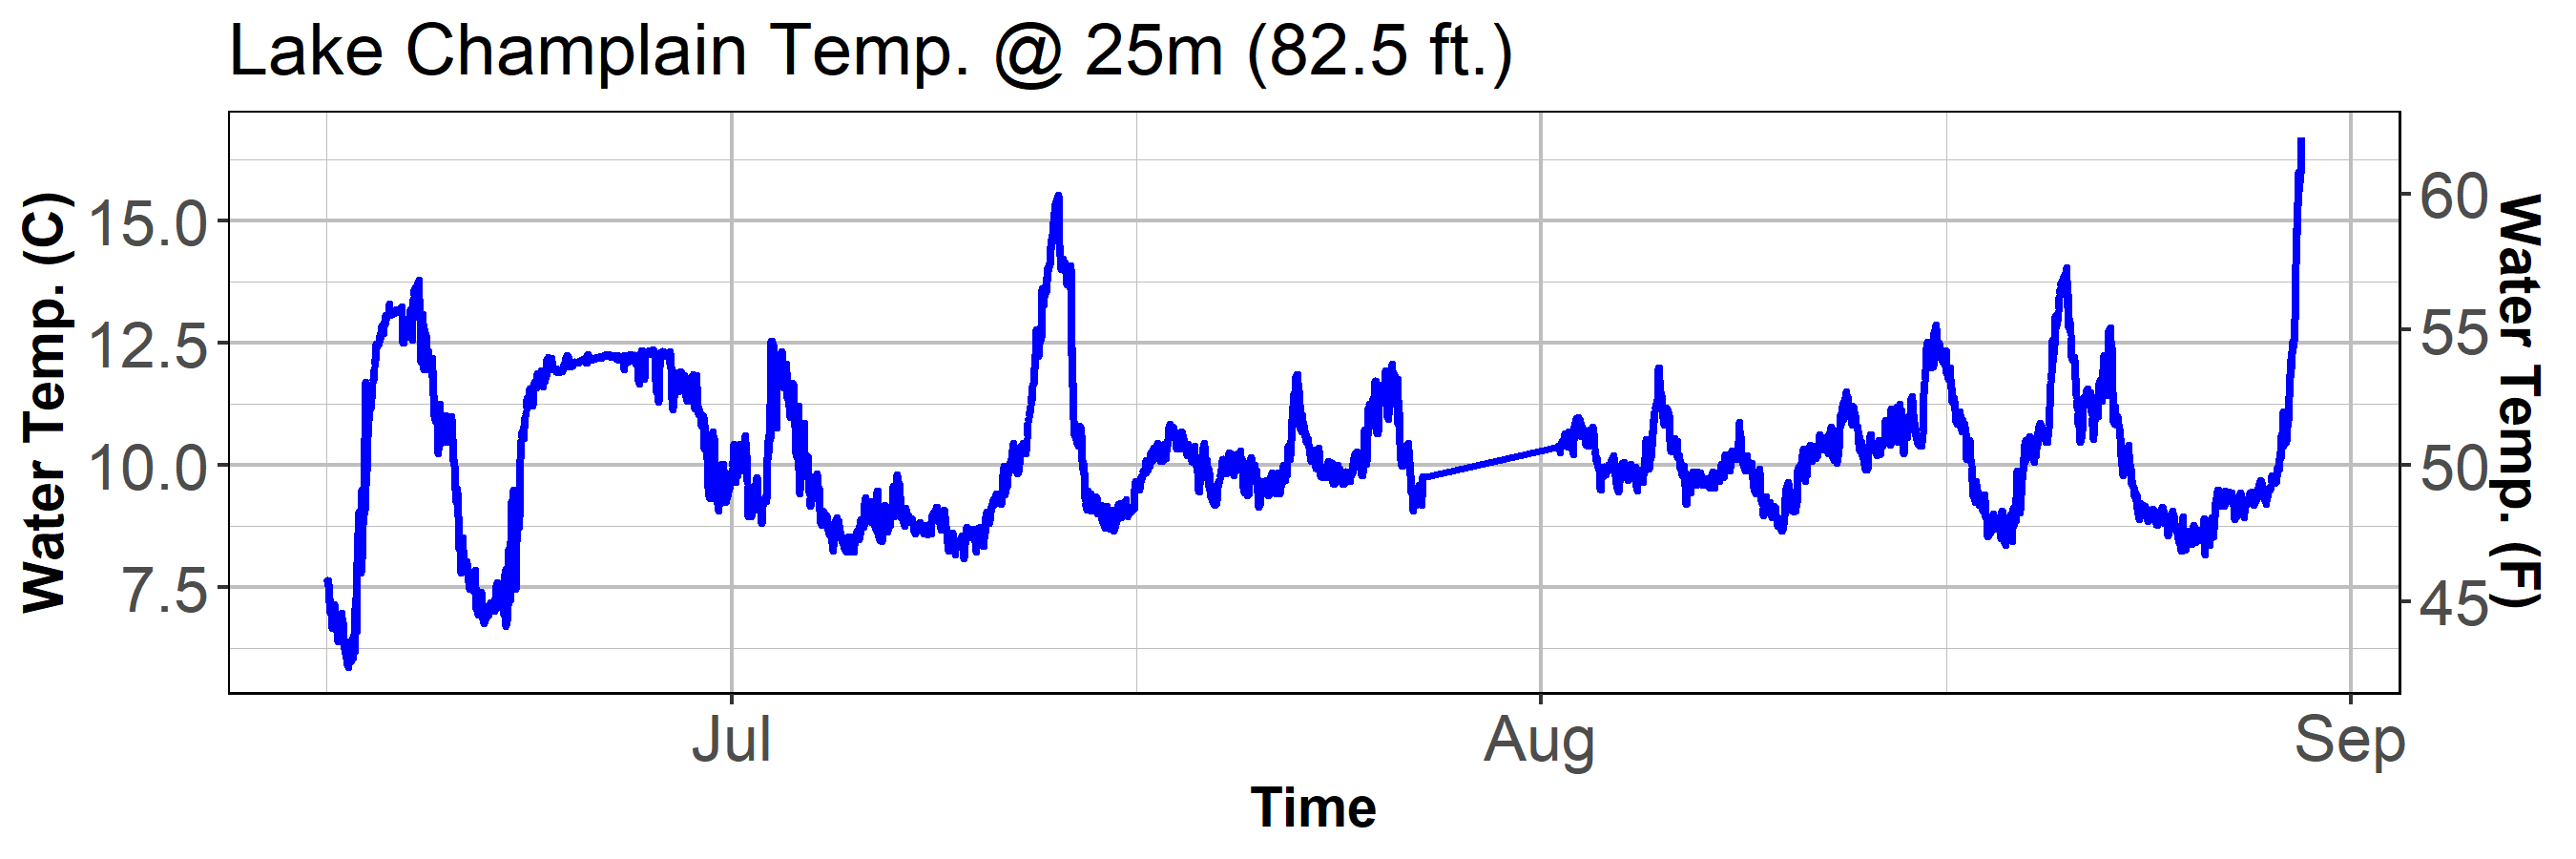 Lake Champlain Temp. @ 25m (82.5 ft.)
Water Temp. (C)
15.0
12.5
10.0
7.5
60
55
50
45
Water Temp. (F)
Jul
Aug
Sep
Time